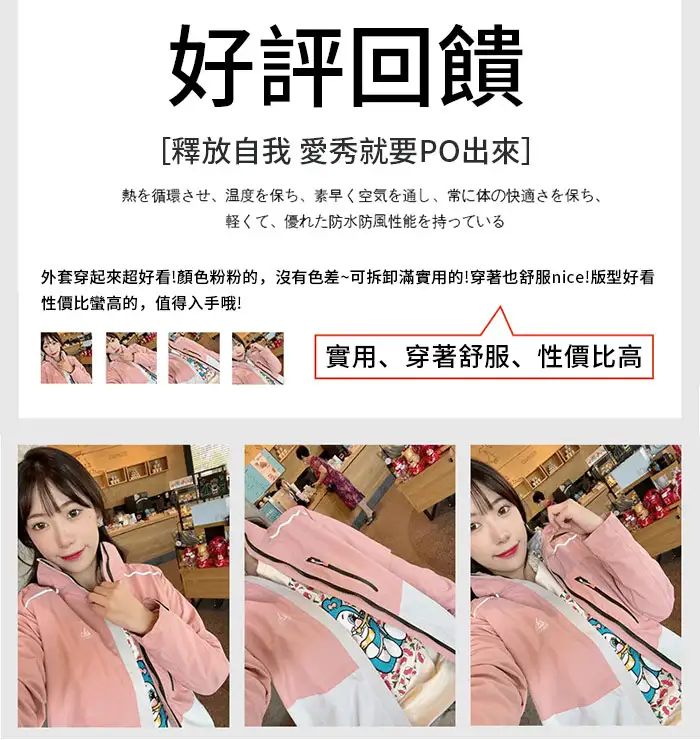 好評回饋
[釋放自我 愛秀就要PO出來]
熱を循環させ、温度を保ち、素早く空気を通し、常に体の快適さを保ち、
軽くて、優れた防水防風性能を持っている
外套穿起來超好看!顏色粉粉的，沒有色差~可拆卸滿實用的!穿著也舒服nice!版型好看
性價比蠻高的，值得入手哦!
實用、穿著舒服、性價比高